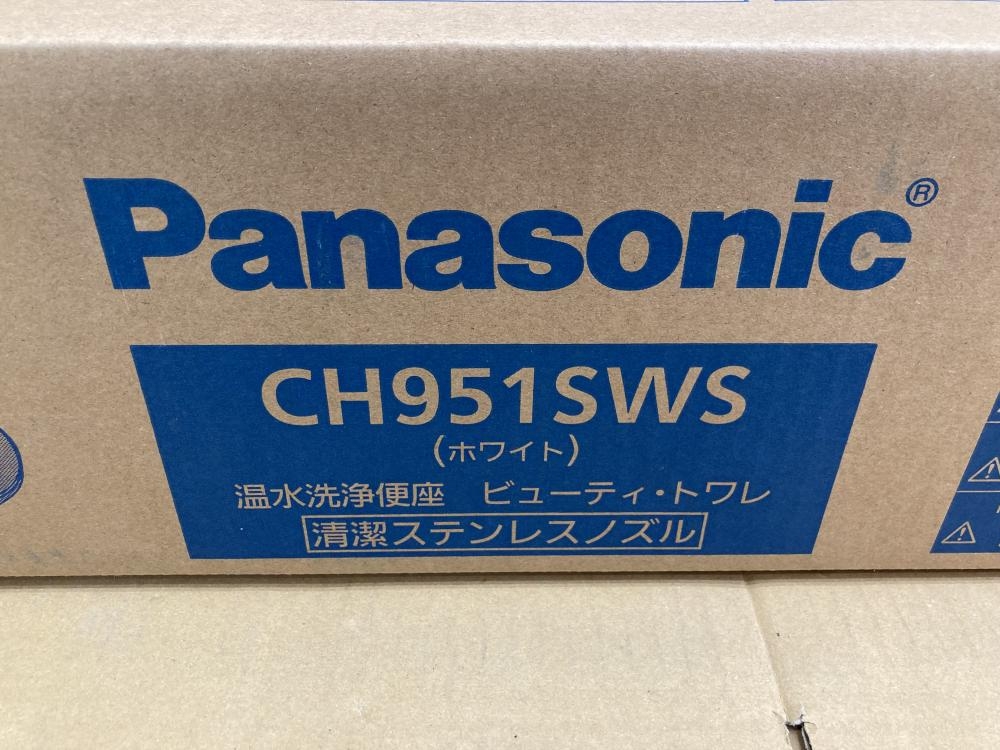 Panasonic®
CH951SWS
(ホワイト)
温水洗浄便座 ビューティ・トワレ
清潔ステンレスノズル